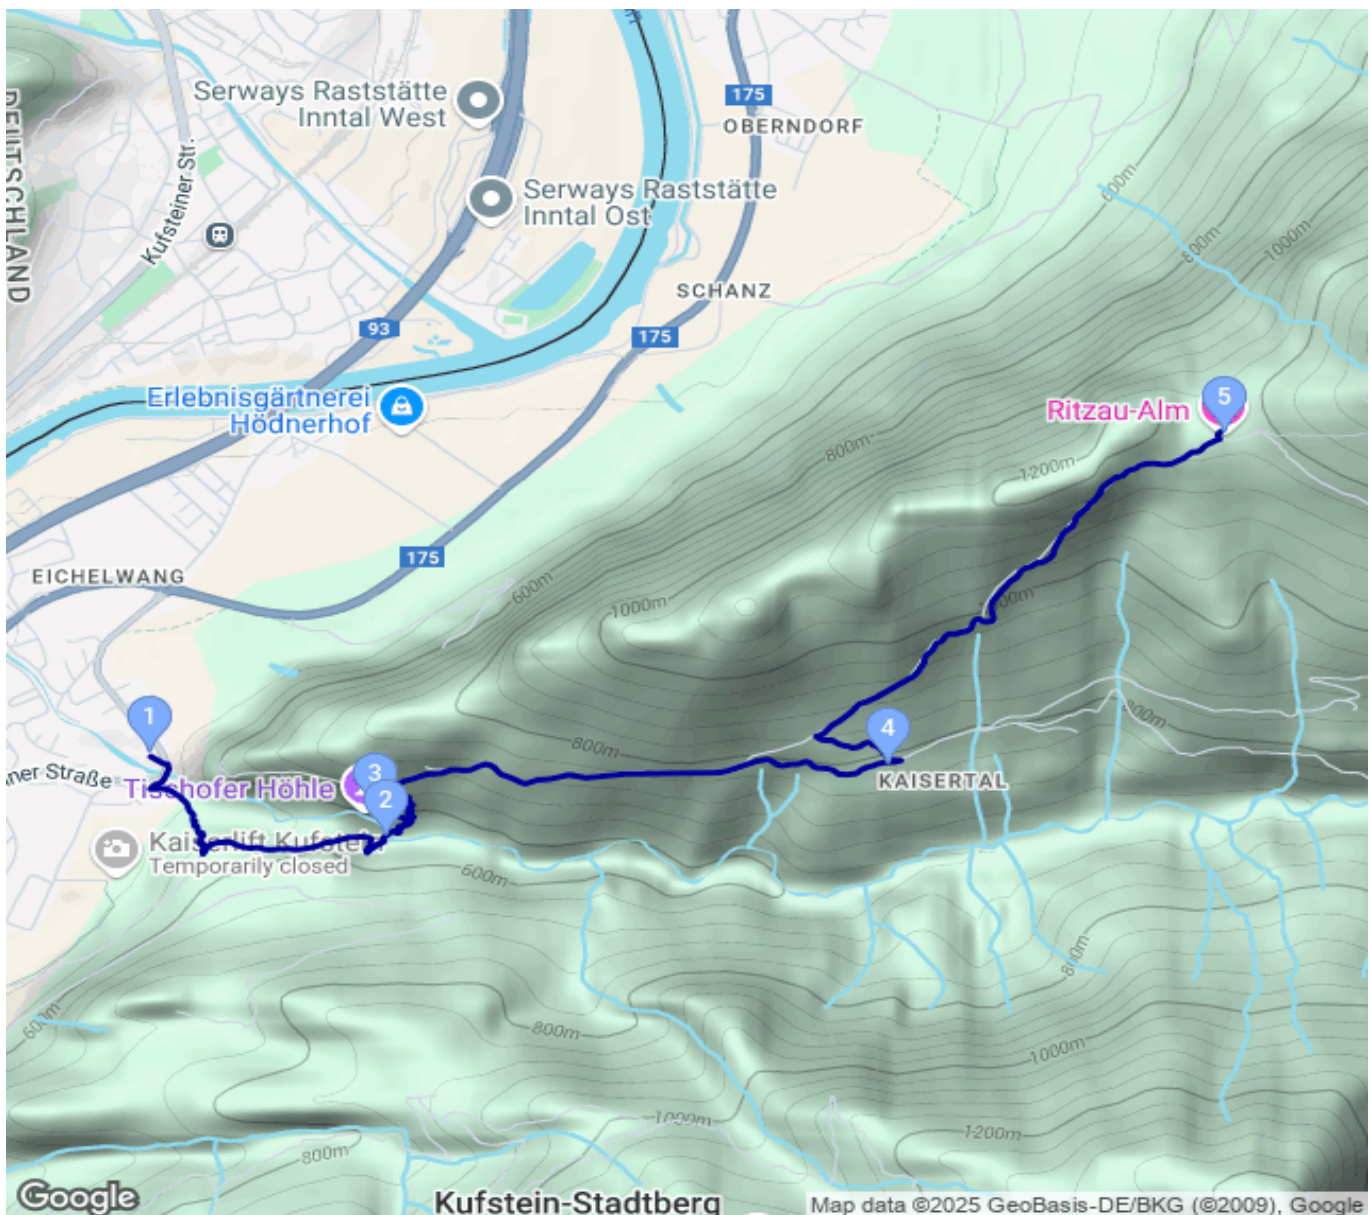 Serways Raststätte
Inntal West
175
OBERNDORF
DEUTSCHLAND
Kufsteiner Str.
Serways Raststätte
Inntal Ost
600m
800m
1000m
SCHANZ
93
175
Erlebnisgärtnerei
Hödnerhof
5
Ritzau-Alm
800m
1200m
175
EICHELWANG
600m
1000m
1
4
800m
800m
3
Tischofer Höhle
KAISERTAL
2
Kaiserlift Kufstein
Temporarily closed
600m
800m
600m
800m
1000m
1000m
1200m
800m
Google
Kufstein-Stadtberg
Map data ©2025 GeoBasis-DE/BKG (©2009), Google